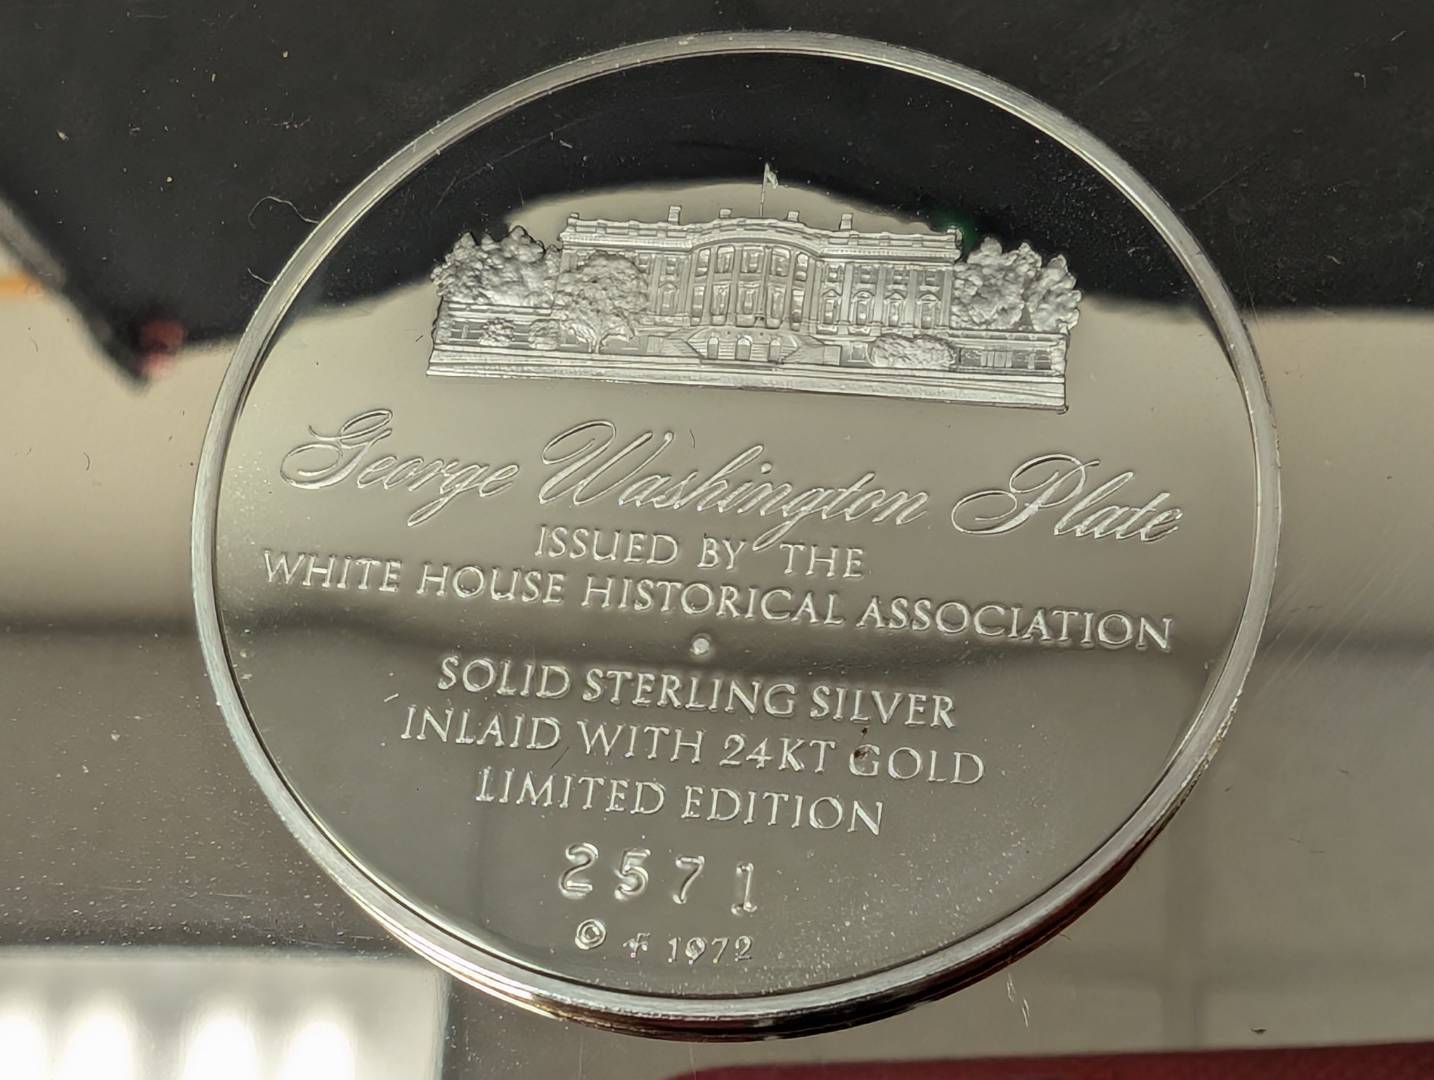 George Washington Plate
ISSUED BY THE
WHITE HOUSE HISTORICAL ASSOCIATION
SOLID STERLING SILVER
INLAID WITH 24KT GOLD
LIMITED EDITION
2571
© 1972